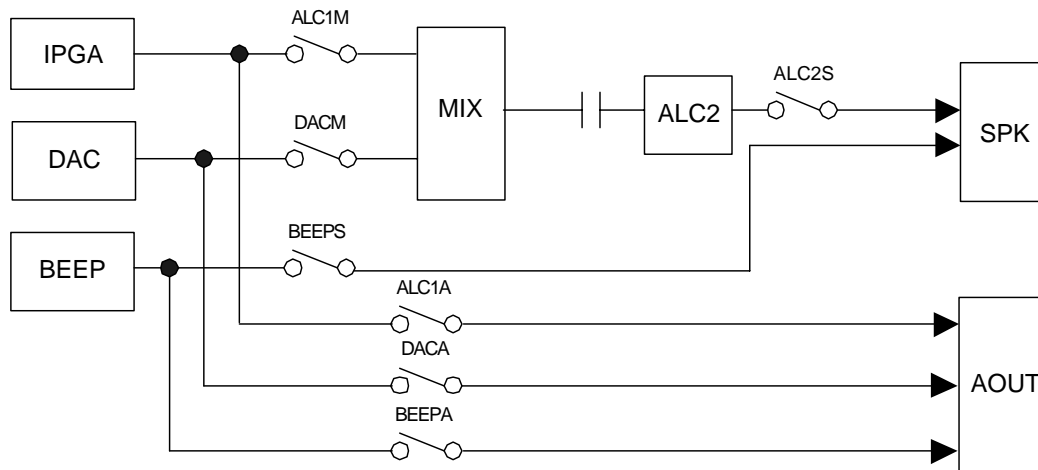 ALC1M
IPGA
ALC2S
MIX
ALC2
DACM
SPK
DAC
BEEPS
BEEP
ALC1A
DACA
AOUT
BEEPA